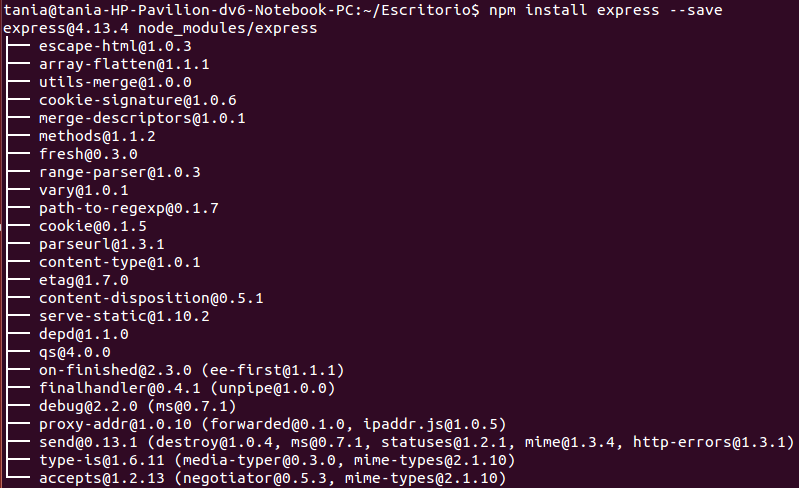 tania@tania-HP-Pavilion-dv6-Notebook-PC:~/Escritorio$ npm install express --save
express@4.13.4 node_modules/express
├── escape-html@1.0.3
├── array-flatten@1.1.1
├── utils-merge@1.0.0
├── cookie-signature@1.0.6
├── merge-descriptors@1.0.1
├── methods@1.1.2
├── fresh@0.3.0
├── range-parser@1.0.3
├── vary@1.0.1
├── path-to-regexp@0.1.7
├── cookie@0.1.5
├── parseurl@1.3.1
├── content-type@1.0.1
├── etag@1.7.0
├── content-disposition@0.5.1
├── serve-static@1.10.2
├── depd@1.1.0
├── qs@4.0.0
├── on-finished@2.3.0 (ee-first@1.1.1)
├── finalhandler@0.4.1 (unpipe@1.0.0)
├── debug@2.2.0 (ms@0.7.1)
├── proxy-addr@1.0.10 (forwarded@0.1.0, ipaddr.js@1.0.5)
├── send@0.13.1 (destroy@1.0.4, ms@0.7.1, statuses@1.2.1, mime@1.3.4, http-errors@1.3.1)
├── type-is@1.6.11 (media-typer@0.3.0, mime-types@2.1.10)
└── accepts@1.2.13 (negotiator@0.5.3, mime-types@2.1.10)